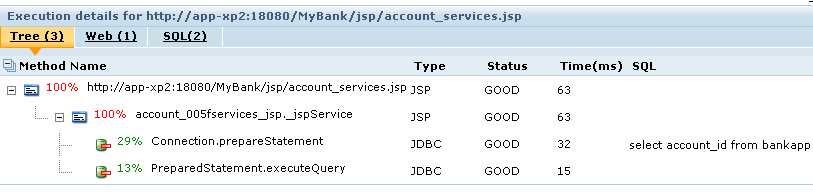 Execution details for http://app-xp2:18080/MyBank/jsp/account_services.jsp
Tree (3) Web (1) SQL(2)
Method Name Type Status Time(ms) SQL
100% http://app-xp2:18080/MyBank/jsp/account_services.jsp JSP GOOD 63
100% account_005fservices_jsp._jspService JSP GOOD 63
29% Connection.prepareStatement JDBC GOOD 32 select account_id from bankapp
13% PreparedStatement.executeQuery JDBC GOOD 15